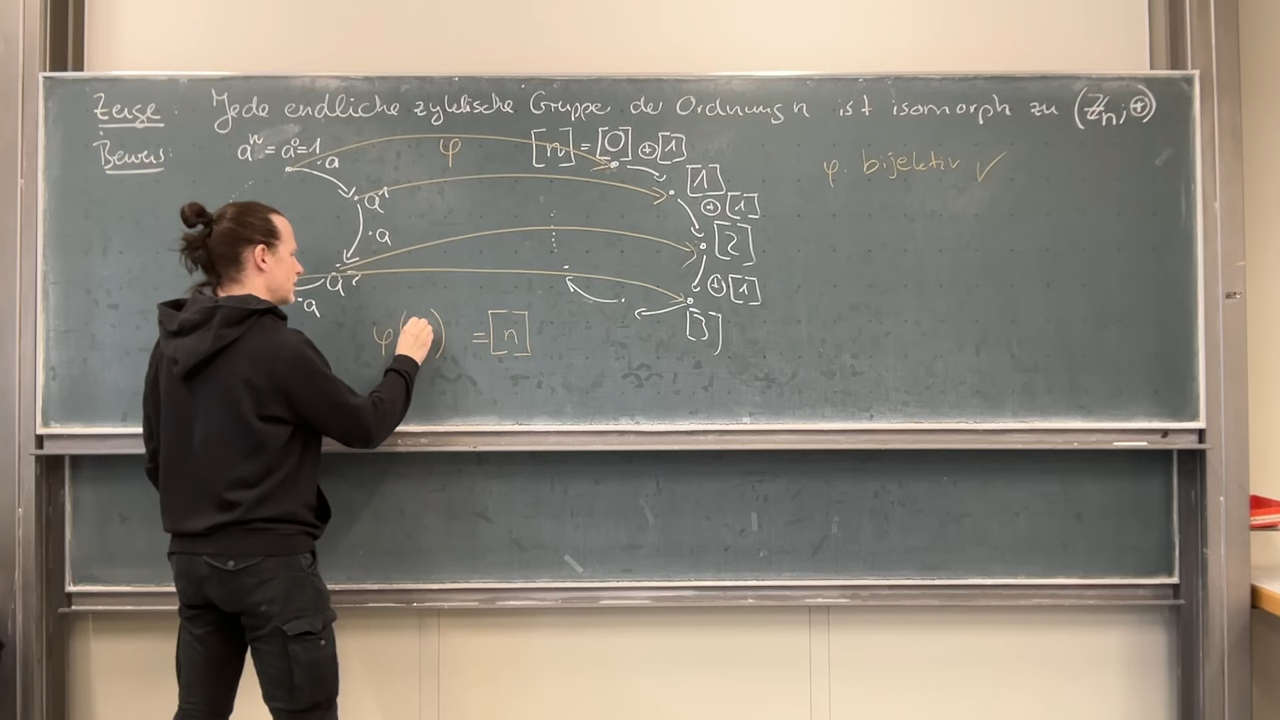 Zeige: Jede endliche zyklische Gruppe der Ordnung n ist isomorph zu (ℤₙ; ⊕)
Beweis: aⁿ = a⁰ = 1 φ [n] = [0] ⊕[1] φ. bijektiv ✓
·a
[1]
a¹
⊕[1]
·a [2]
a² ⊕[1]
·a
[3]
φ( ) = [n]